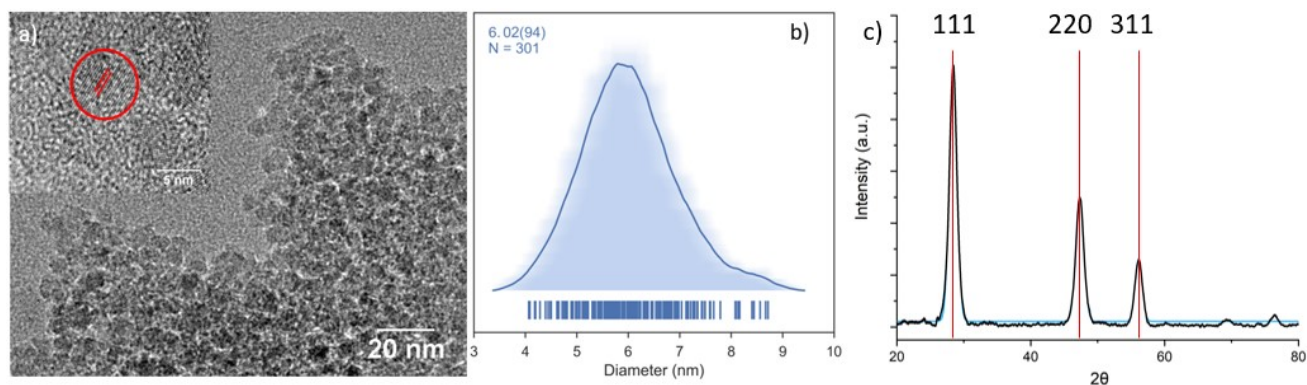 a)
5 nm
20 nm
6.02(94)
N = 301
b)
3 4 5 6 7 8 9 10
Diameter (nm)
c)
111 220 311
Intensity (a.u.)
20 40 60 80
2θ